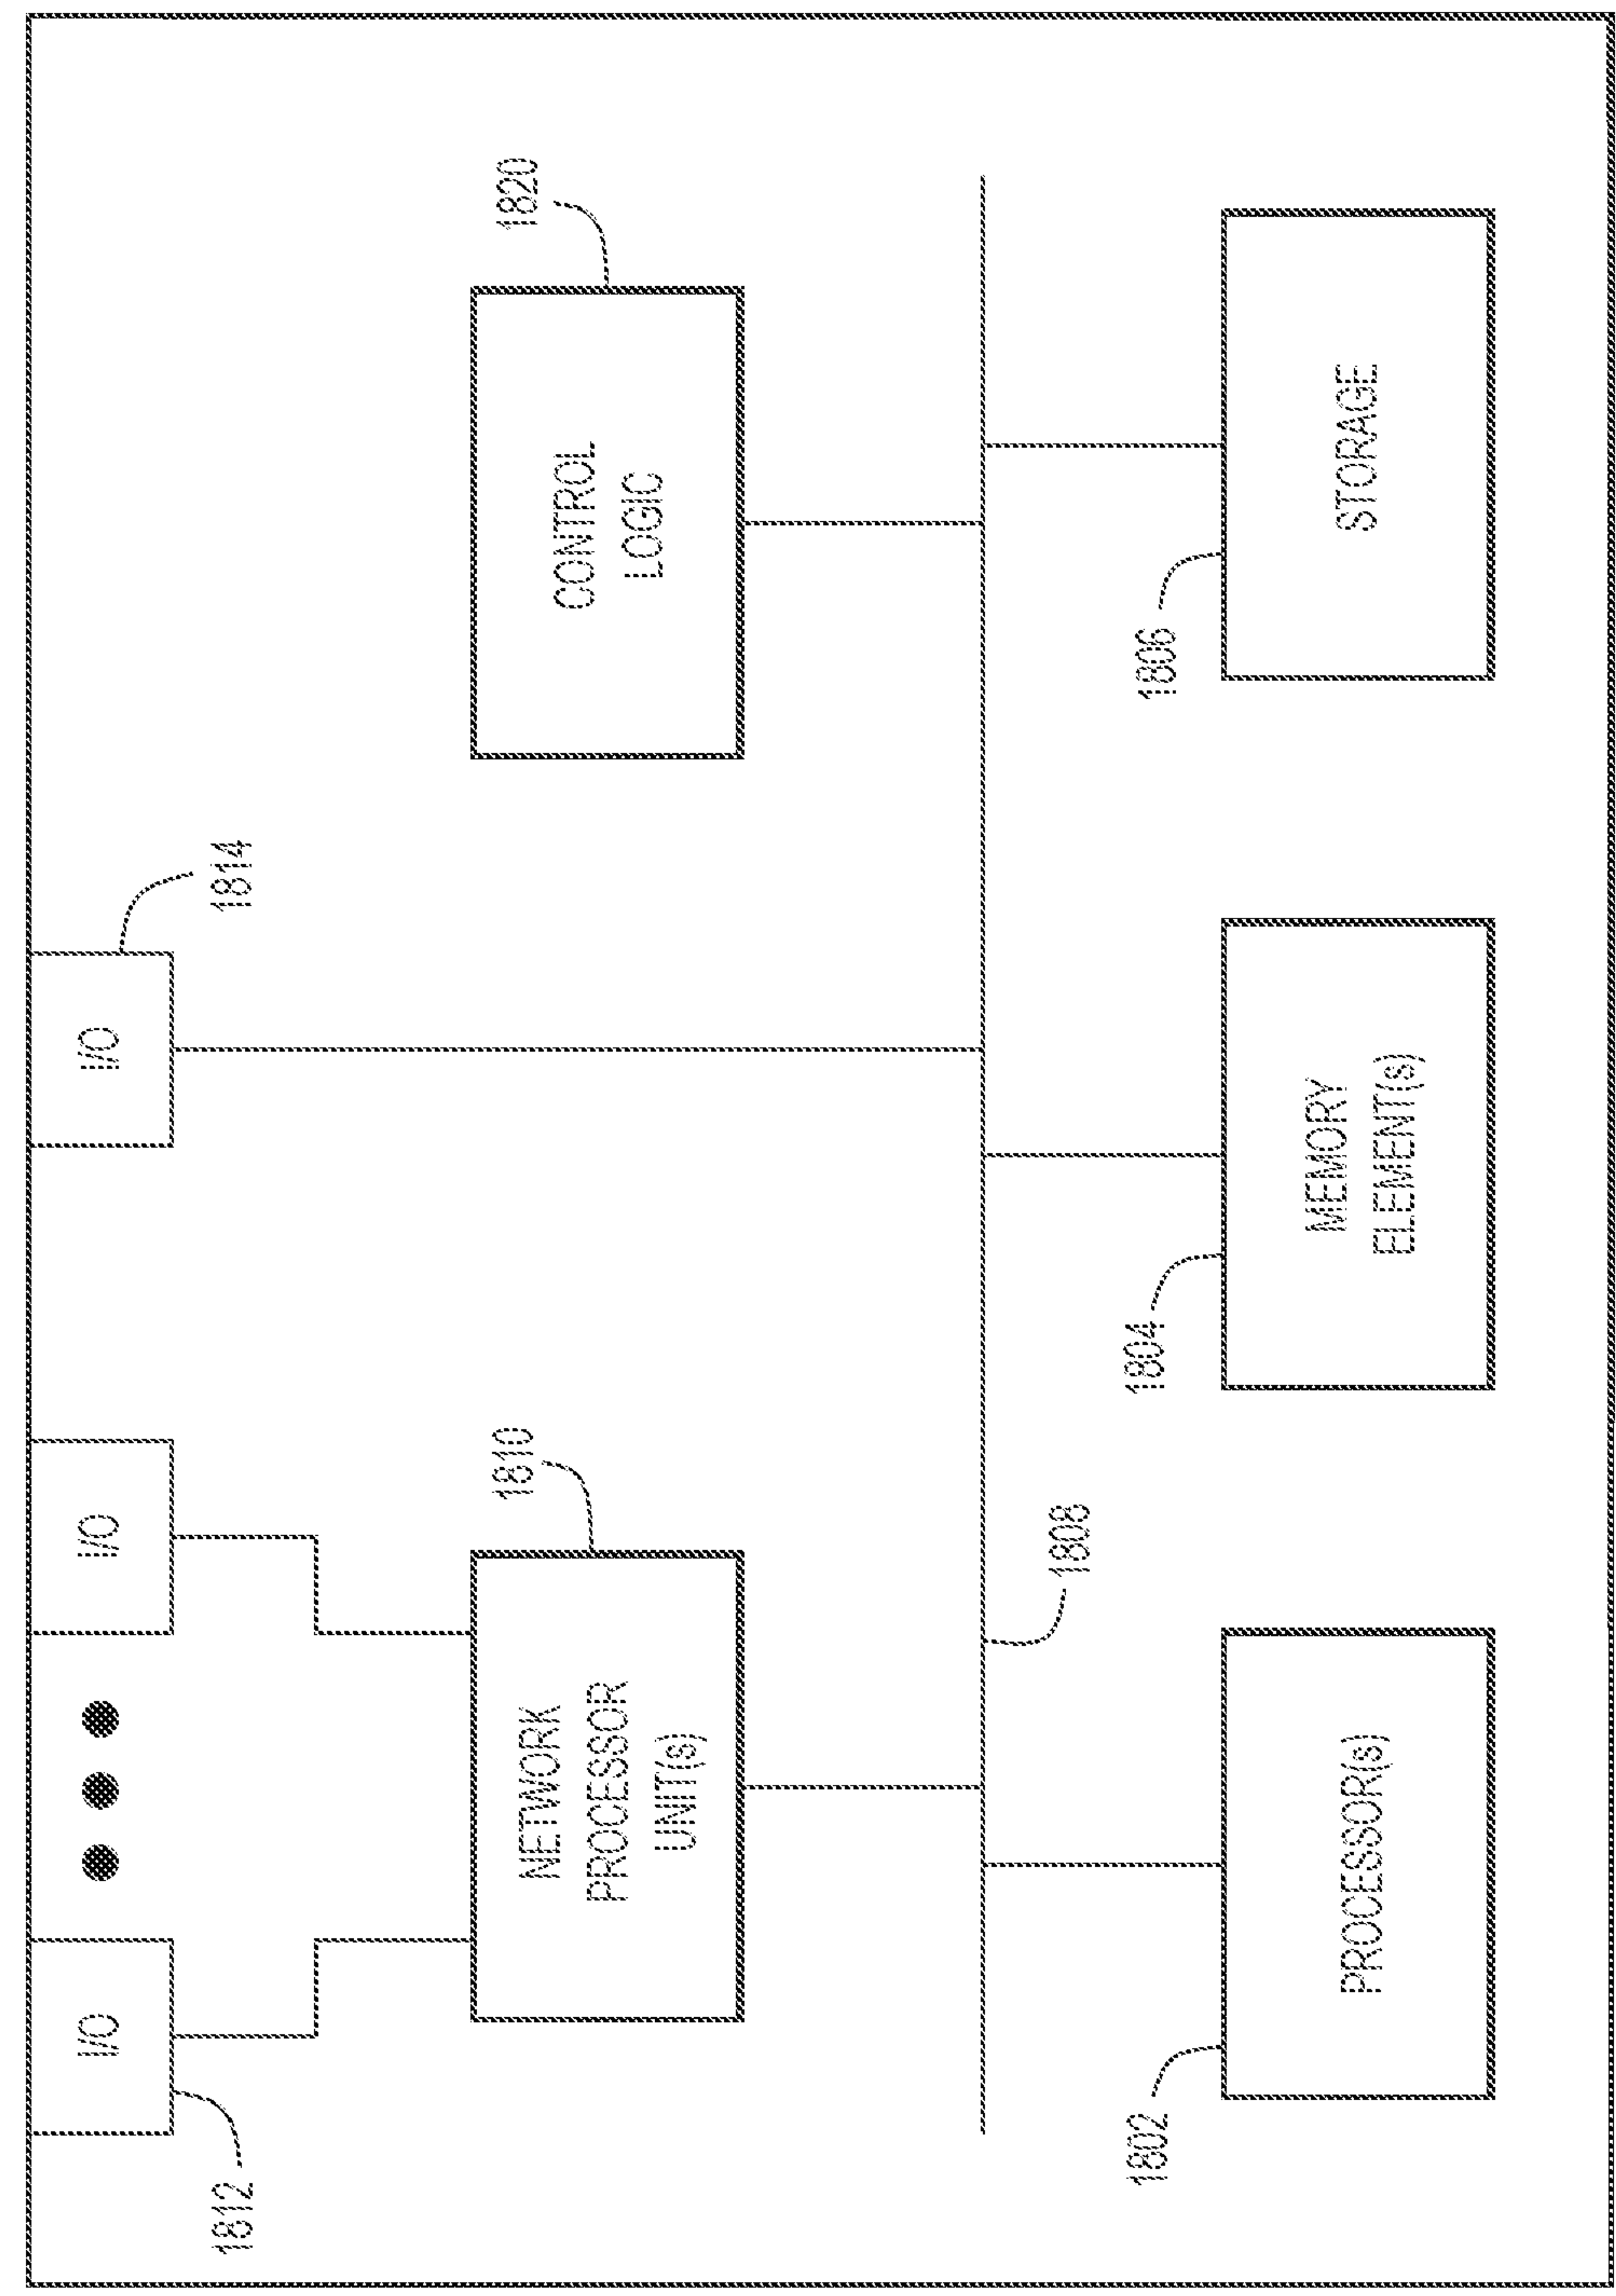 I/O
I/O
I/O
1812
1814
NETWORK
PROCESSOR
UNIT(s)
1810
CONTROL
LOGIC
1820
1808
1802
PROCESSOR(s)
1804
MEMORY
ELEMENT(s)
1806
STORAGE